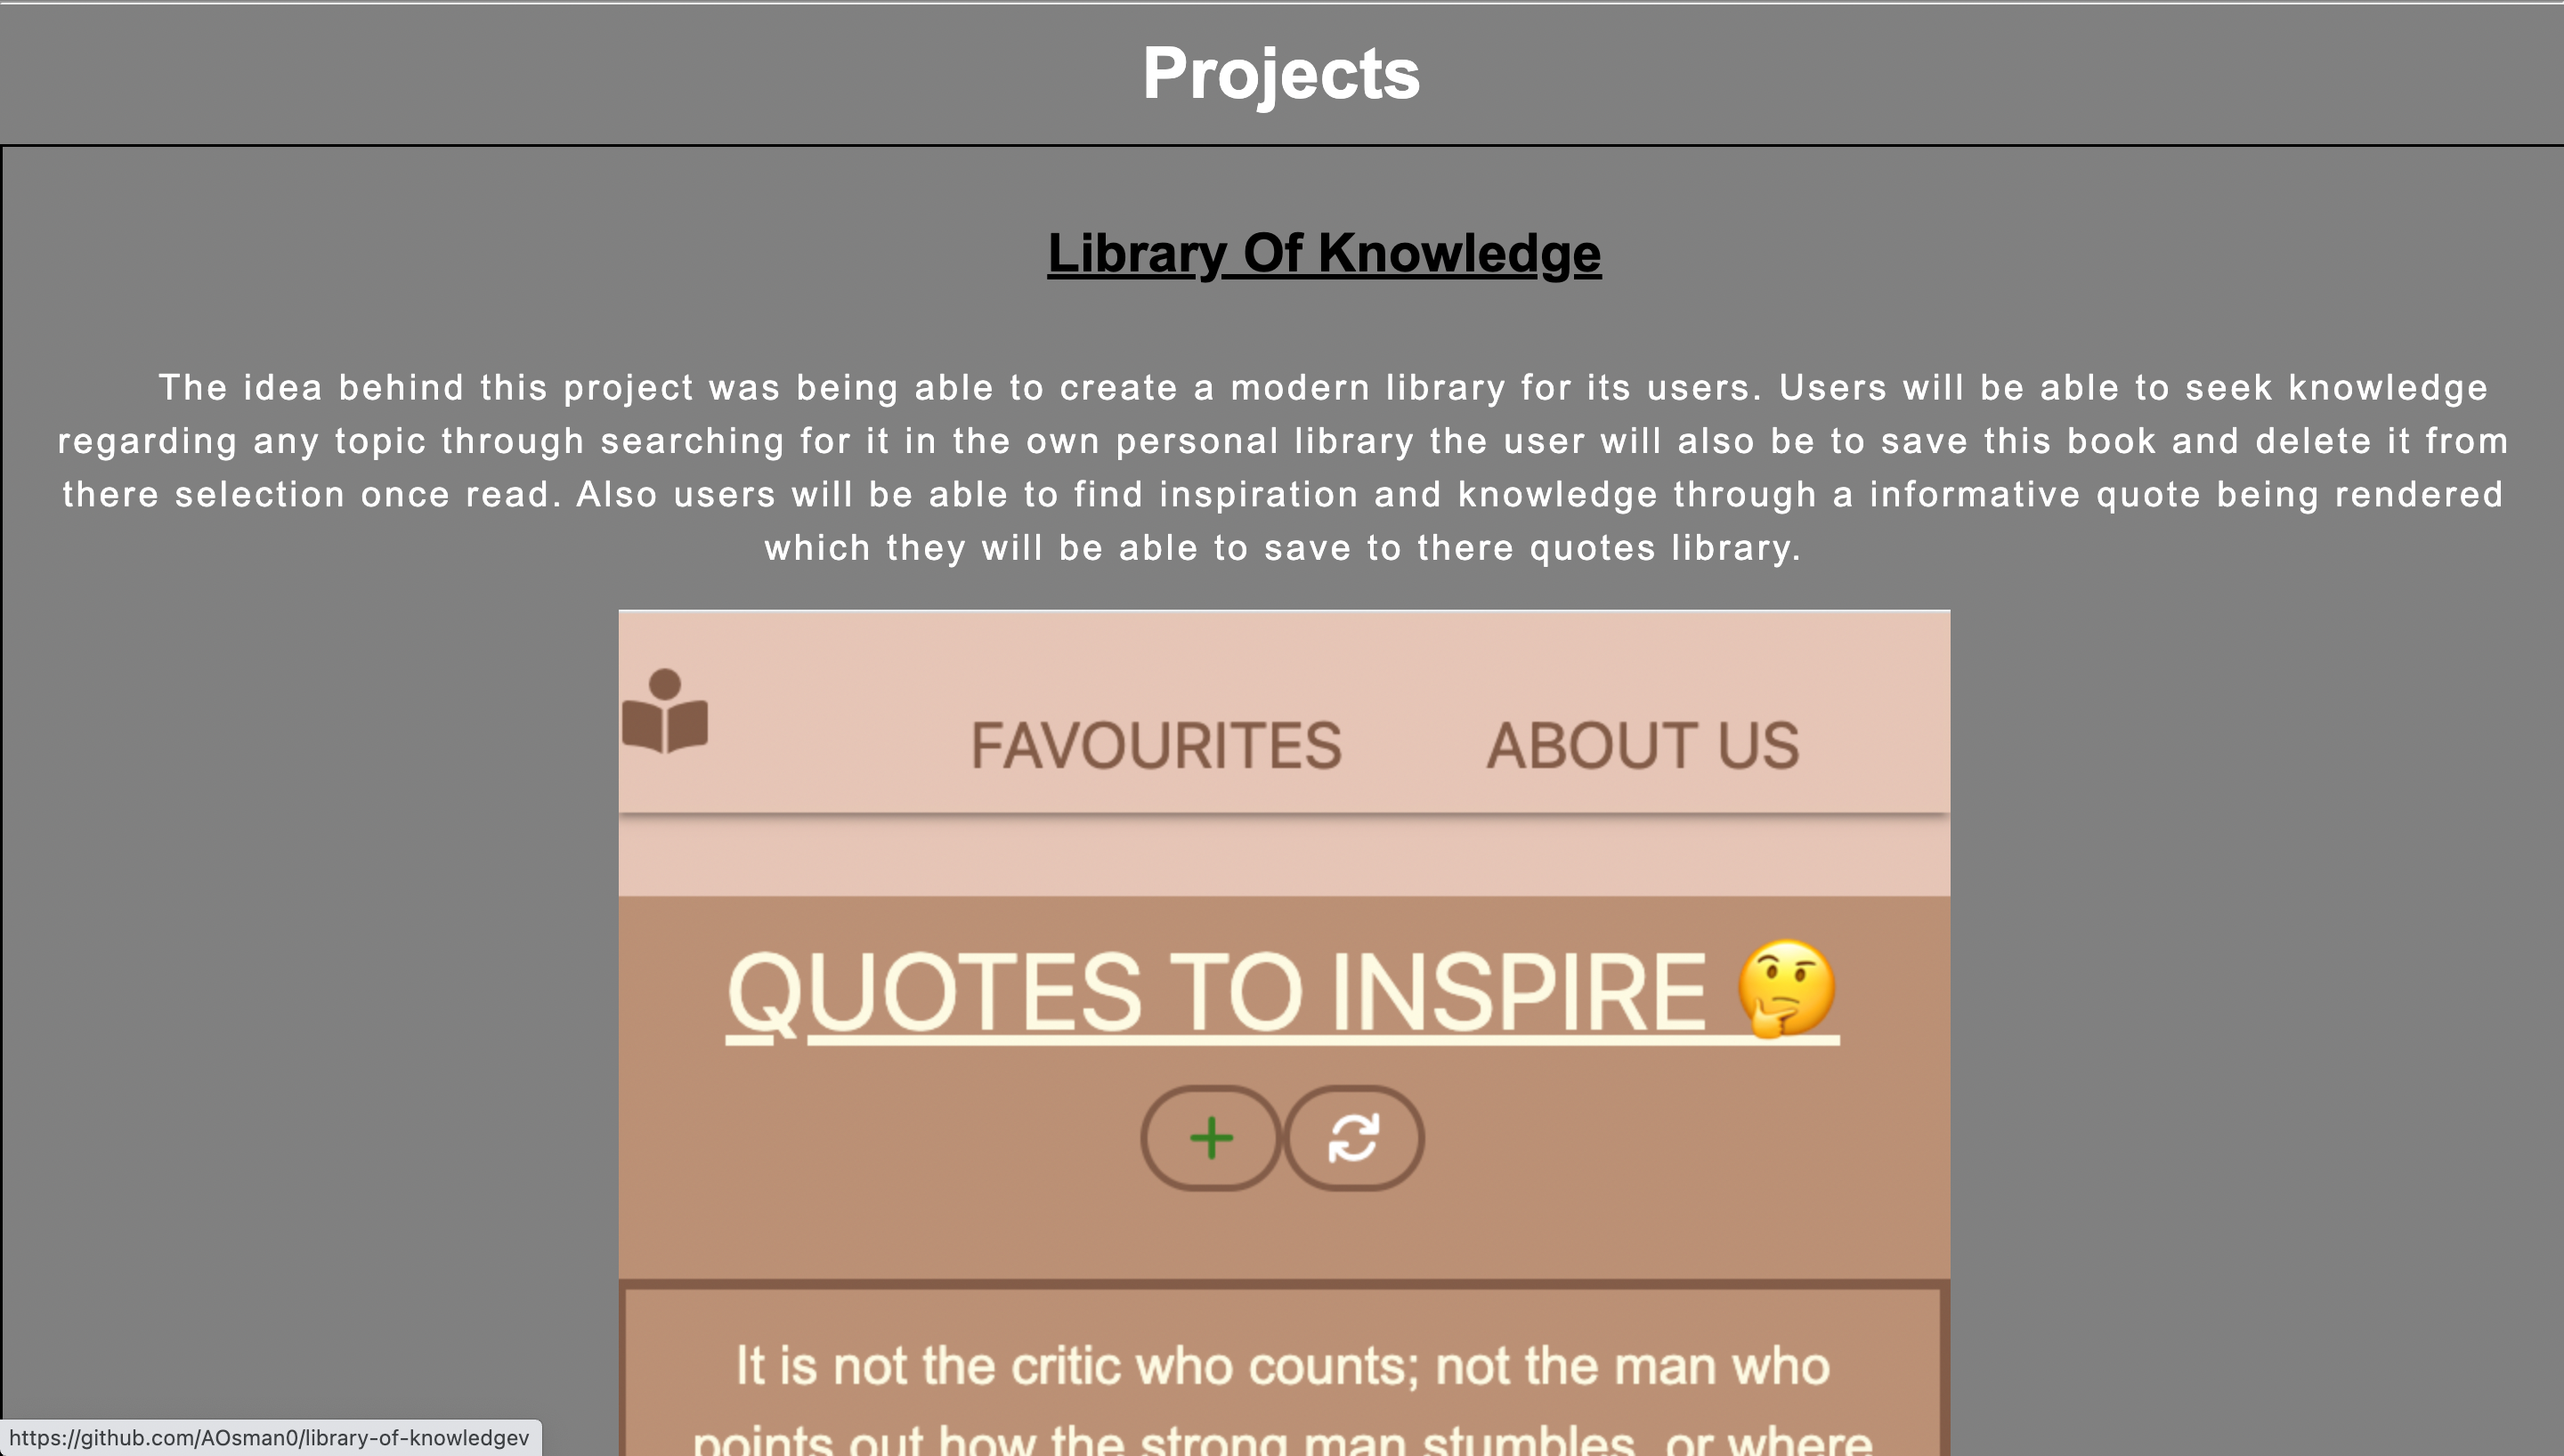 Projects
Library Of Knowledge
The idea behind this project was being able to create a modern library for its users. Users will be able to seek knowledge
regarding any topic through searching for it in the own personal library the user will also be to save this book and delete it from
there selection once read. Also users will be able to find inspiration and knowledge through a informative quote being rendered
which they will be able to save to there quotes library.
FAVOURITES ABOUT US
QUOTES TO INSPIRE 🤔
It is not the critic who counts; not the man who
points out how the strong man stumbles, or where
https://github.com/AOsman0/library-of-knowledgev